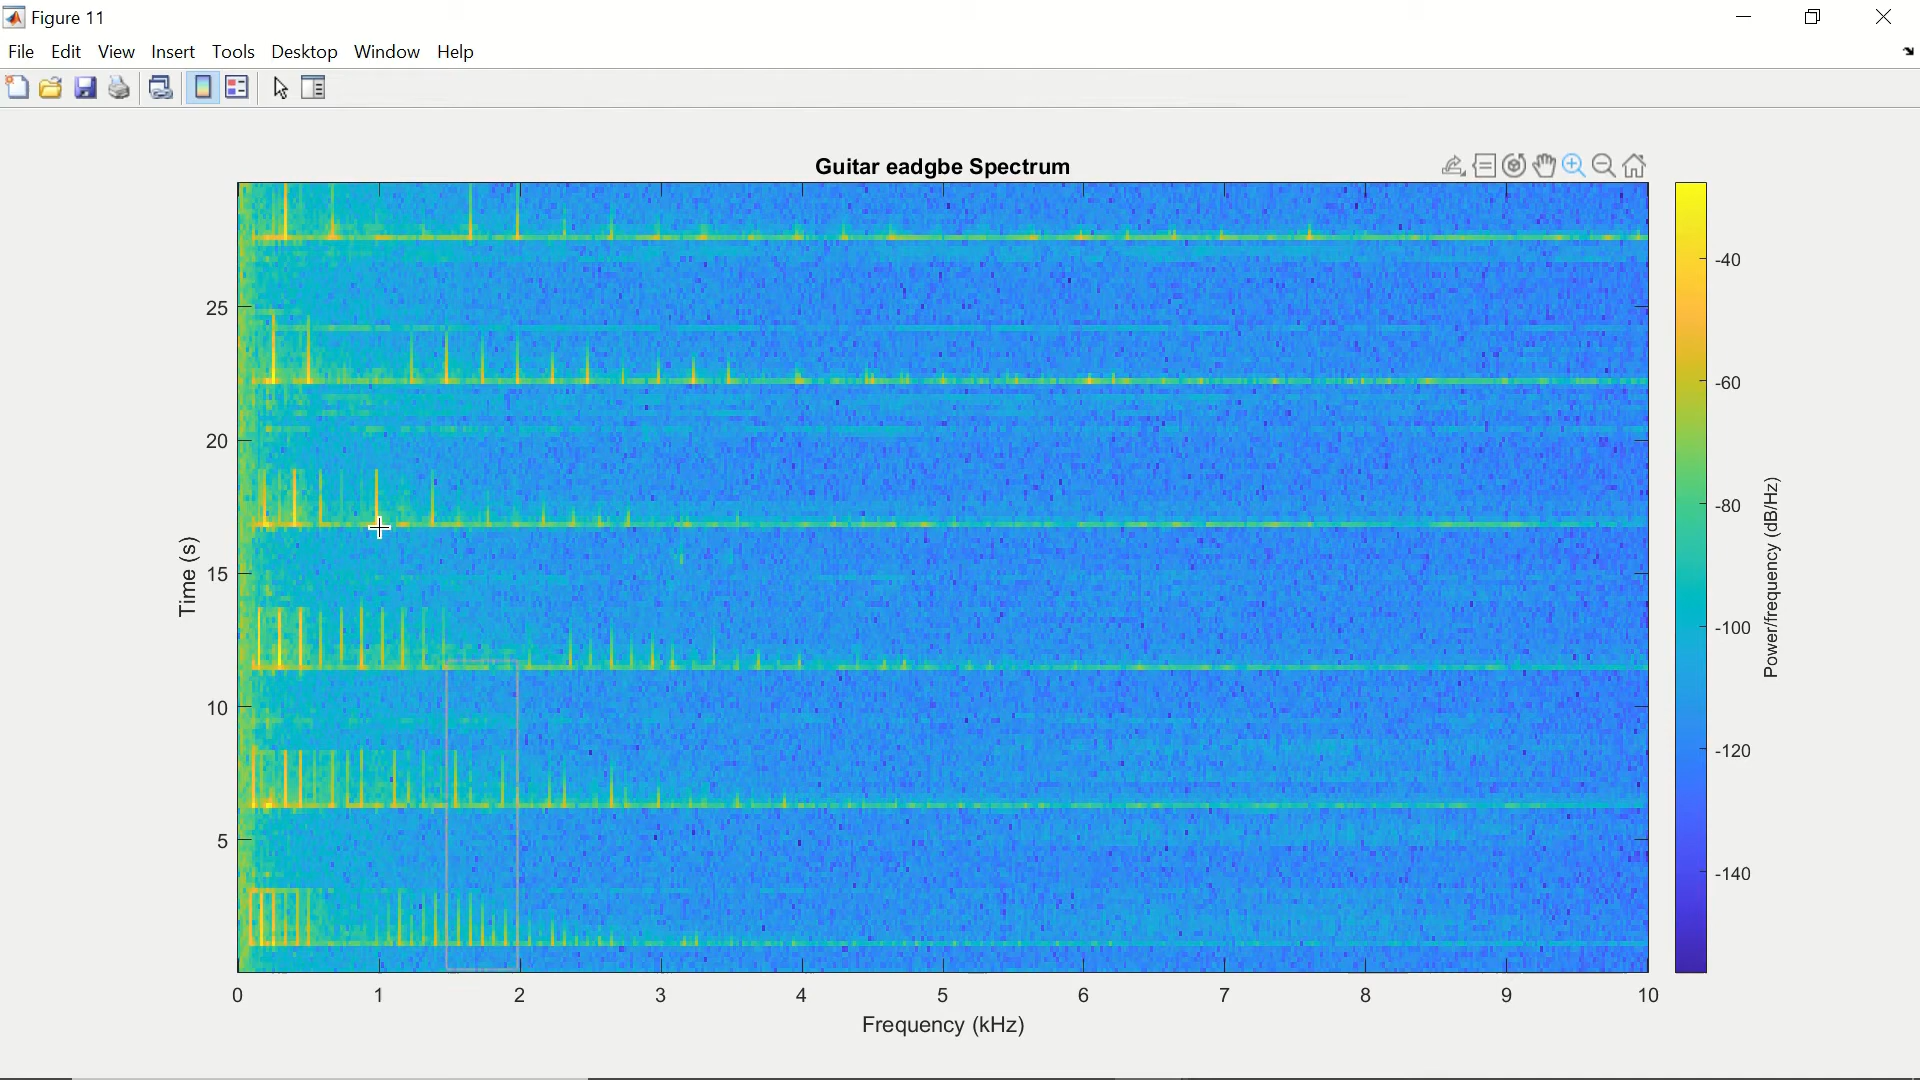 Figure 11
File Edit View Insert Tools Desktop Window Help
Guitar eadgbe Spectrum
25
20
15
10
5
Time (s)
0 1 2 3 4 5 6 7 8 9 10
Frequency (kHz)
-40
-60
-80
-100
-120
-140
Power/frequency (dB/Hz)